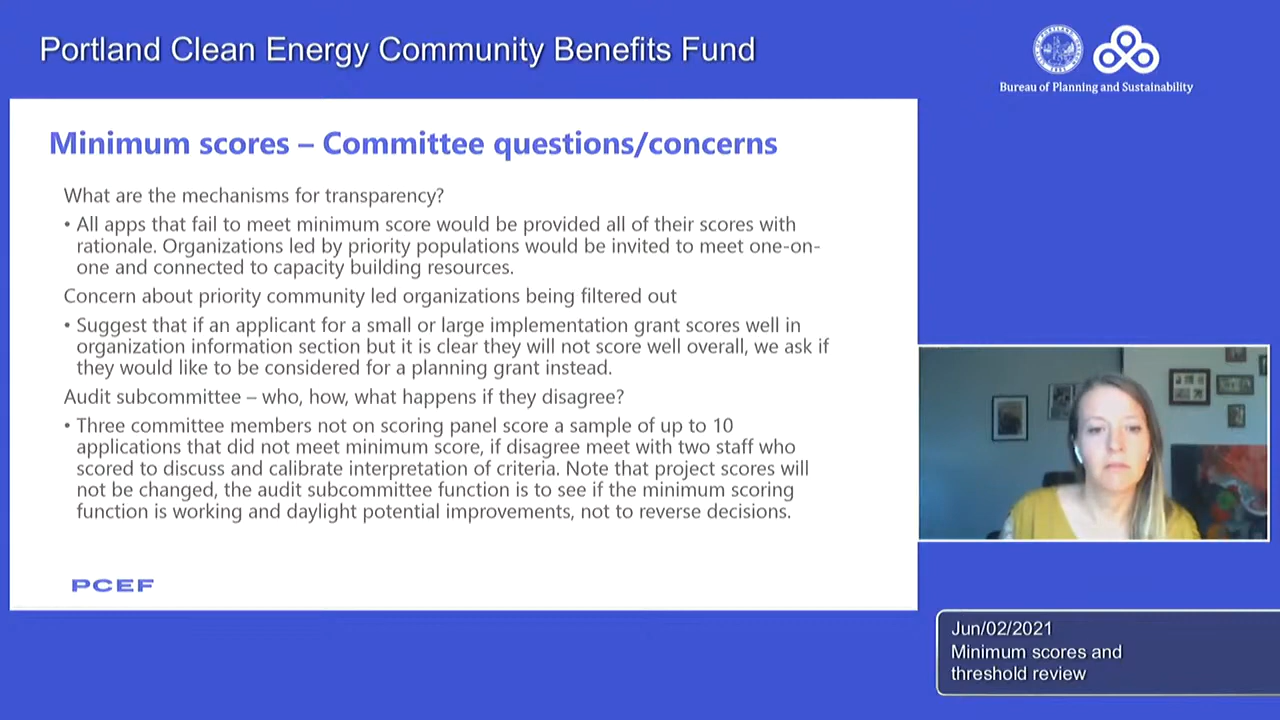 Portland Clean Energy Community Benefits Fund
Bureau of Planning and Sustainability
Minimum scores – Committee questions/concerns
What are the mechanisms for transparency?
• All apps that fail to meet minimum score would be provided all of their scores with
rationale. Organizations led by priority populations would be invited to meet one-on-
one and connected to capacity building resources.
Concern about priority community led organizations being filtered out
• Suggest that if an applicant for a small or large implementation grant scores well in
organization information section but it is clear they will not score well overall, we ask if
they would like to be considered for a planning grant instead.
Audit subcommittee – who, how, what happens if they disagree?
• Three committee members not on scoring panel score a sample of up to 10
applications that did not meet minimum score, if disagree meet with two staff who
scored to discuss and calibrate interpretation of criteria. Note that project scores will
not be changed, the audit subcommittee function is to see if the minimum scoring
function is working and daylight potential improvements, not to reverse decisions.
PCEF
Jun/02/2021
Minimum scores and
threshold review